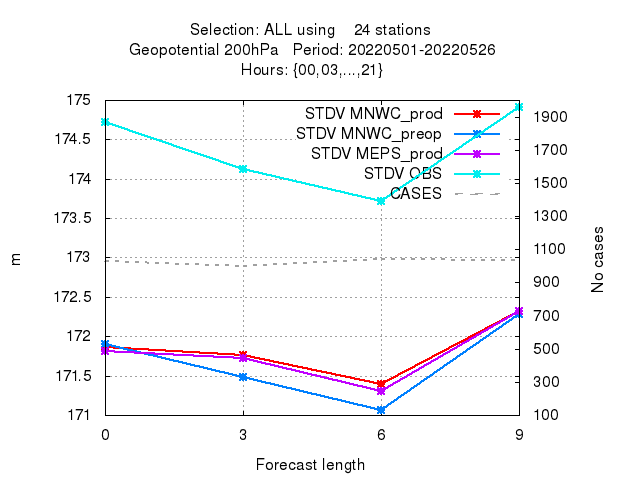 Selection: ALL using    24 stations
Geopotential 200hPa   Period: 20220501-20220526
Hours: {00,03,...,21}
STDV MNWC_prod
STDV MNWC_preop
STDV MEPS_prod
STDV OBS
CASES
175
174.5
174
173.5
173
172.5
172
171.5
171
m
1900
1700
1500
1300
1100
900
700
500
300
100
No cases
0 3 6 9
Forecast length